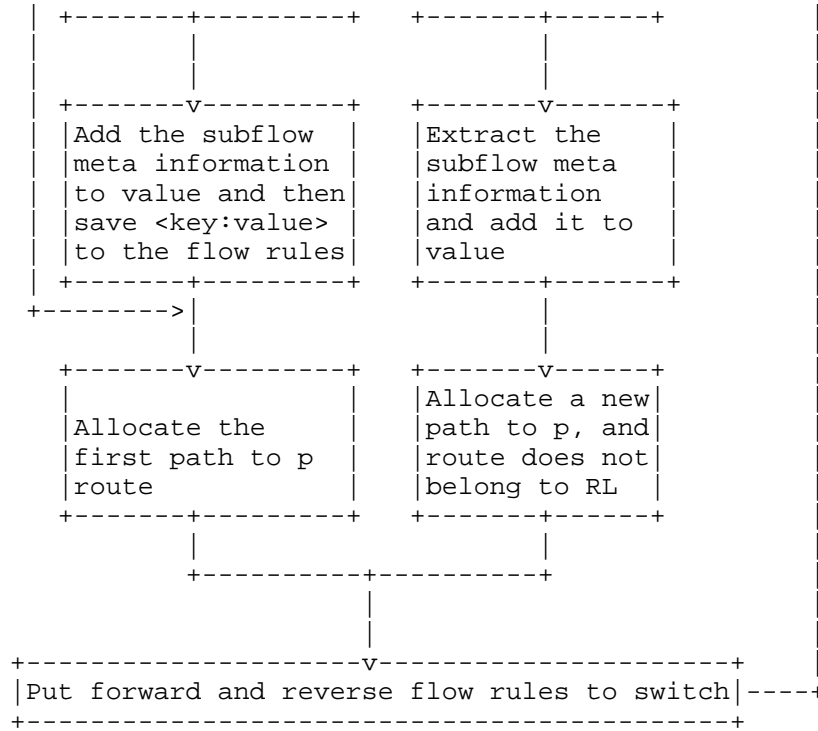 Add the subflow
meta information
to value and then
save <key:value>
to the flow rules
Extract the
subflow meta
information
and add it to
value
Allocate the
first path to p
route
Allocate a new
path to p, and
route does not
belong to RL
Put forward and reverse flow rules to switch